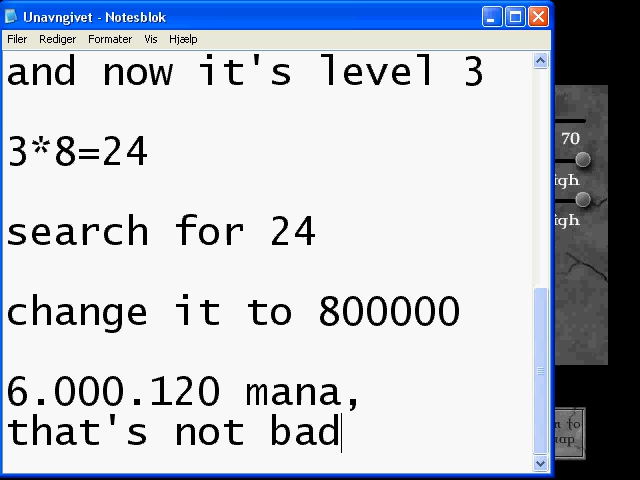 Unavngivet - Notesblok
Filer Rediger Formater Vis Hjælp
and now it's level 3
3*8=24
search for 24
change it to 800000
6.000.120 mana,
that's not bad
70
igh
igh
to